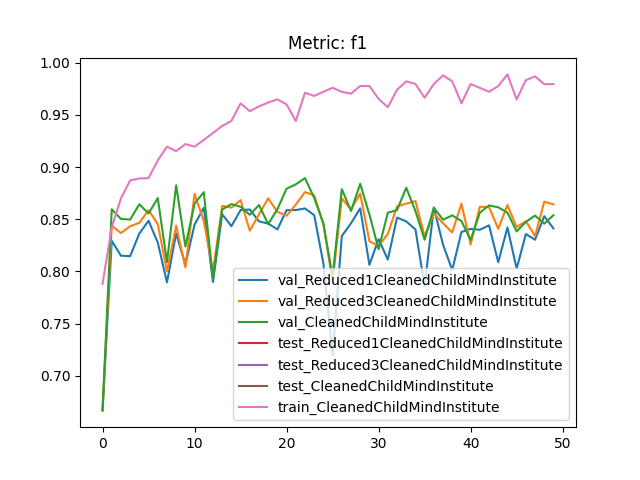 Metric: f1
1.00
0.95
0.90
0.85
0.80
0.75
0.70
0
10
20
30
40
50
val_Reduced1CleanedChildMindInstitute
val_Reduced3CleanedChildMindInstitute
val_CleanedChildMindInstitute
test_Reduced1CleanedChildMindInstitute
test_Reduced3CleanedChildMindInstitute
test_CleanedChildMindInstitute
train_CleanedChildMindInstitute